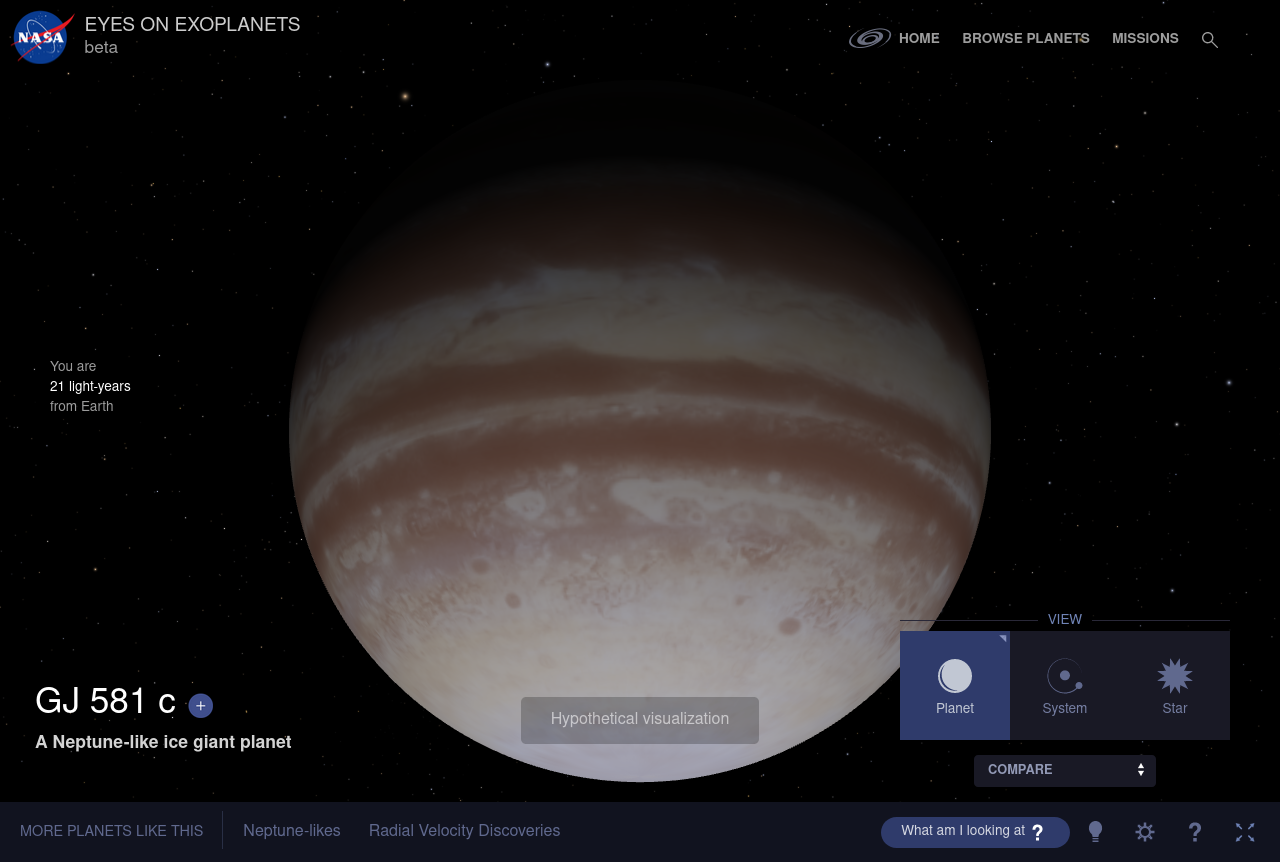 NASA
EYES ON EXOPLANETS
beta
HOME
BROWSE PLANETS
MISSIONS
You are
21 light-years
from Earth
VIEW
Planet
System
Star
GJ 581 c +
A Neptune-like ice giant planet
Hypothetical visualization
COMPARE
MORE PLANETS LIKE THIS
Neptune-likes
Radial Velocity Discoveries
What am I looking at ?
?